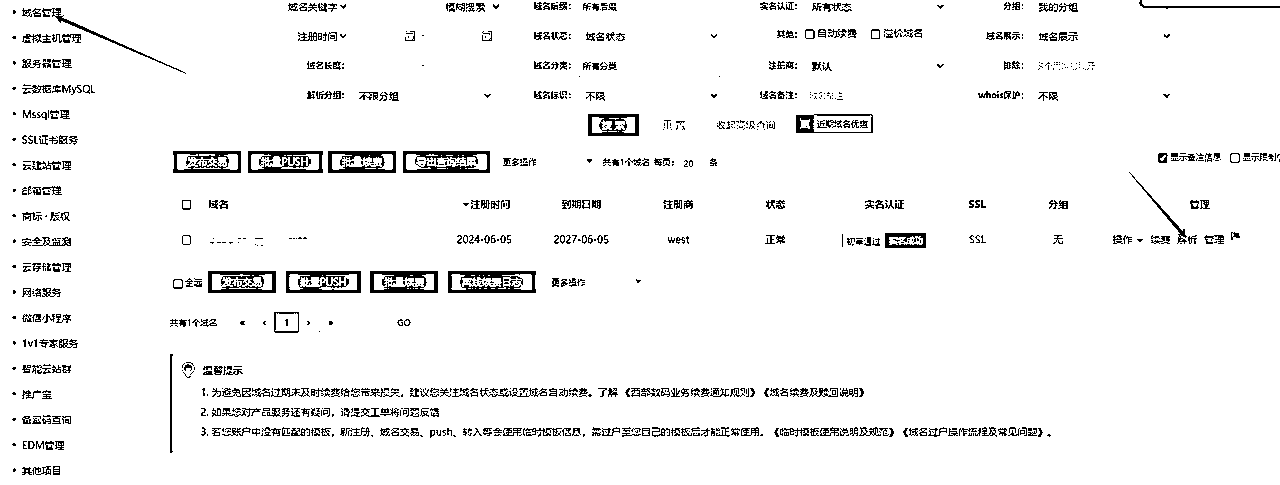 域名管理
虚拟主机管理
服务器管理
云数据库MySQL
Mssql管理
SSL证书服务
云建站管理
邮箱管理
商标·版权
安全及监测
云存储管理
网络服务
微信小程序
1v1专家服务
智能云站群
推广宝
备案码查询
EDM管理
其他项目
域名关键字 模糊搜索 域名后缀: 所有后缀 实名认证: 所有状态 分组: 我的分组
注册时间 - 域名状态: 域名状态 其他: 自动续费 溢价域名 域名展示: 域名展示
域名长度: - 域名分类: 所有分类 注册商: 默认 排除:
解析分组: 不限分组 域名标识: 不限 域名备注: 域名备注 whois保护: 不限
搜索 重置 收起高级查询 近期域名优惠
发布交易 批量PUSH 批量续费 导出查询结果 更多操作 共有1个域名 每页: 20 条 显示备注信息 显示限制
域名 注册时间 到期日期 注册商 状态 实名认证 SSL 分组 管理
2024-06-05 2027-06-05 west 正常 初审通过 实名成功 SSL 无 操作 续费 解析 管理
全选 发布交易 批量PUSH 批量续费 离线续费日志 更多操作
共有1个域名 « ‹ 1 › » GO
温馨提示
1. 为避免因域名过期未及时续费给您带来损失，建议您关注域名状态或设置域名自动续费。了解 《西部数码业务续费通知规则》《域名续费及赎回说明》
2. 如果您对产品服务还有疑问，请提交工单将问题反馈
3. 若您账户中没有匹配的模板，新注册、域名交易、push、转入等会使用临时模板信息，需过户至您自己的模板后才能正常使用。《临时模板使用说明及规范》《域名过户操作流程及常见问题》。